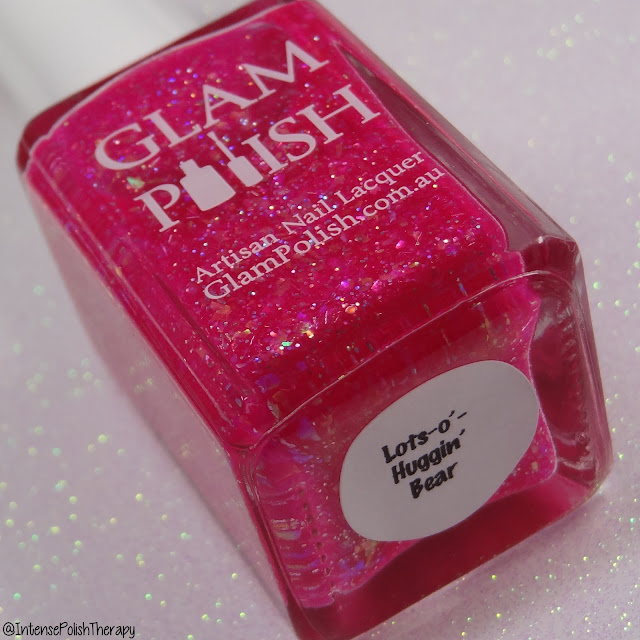 GLAM
POLISH
Artisan Nail Lacquer
GlamPolish.com.au
Lots-o'-
Huggin'
Bear
@IntensePolishTherapy